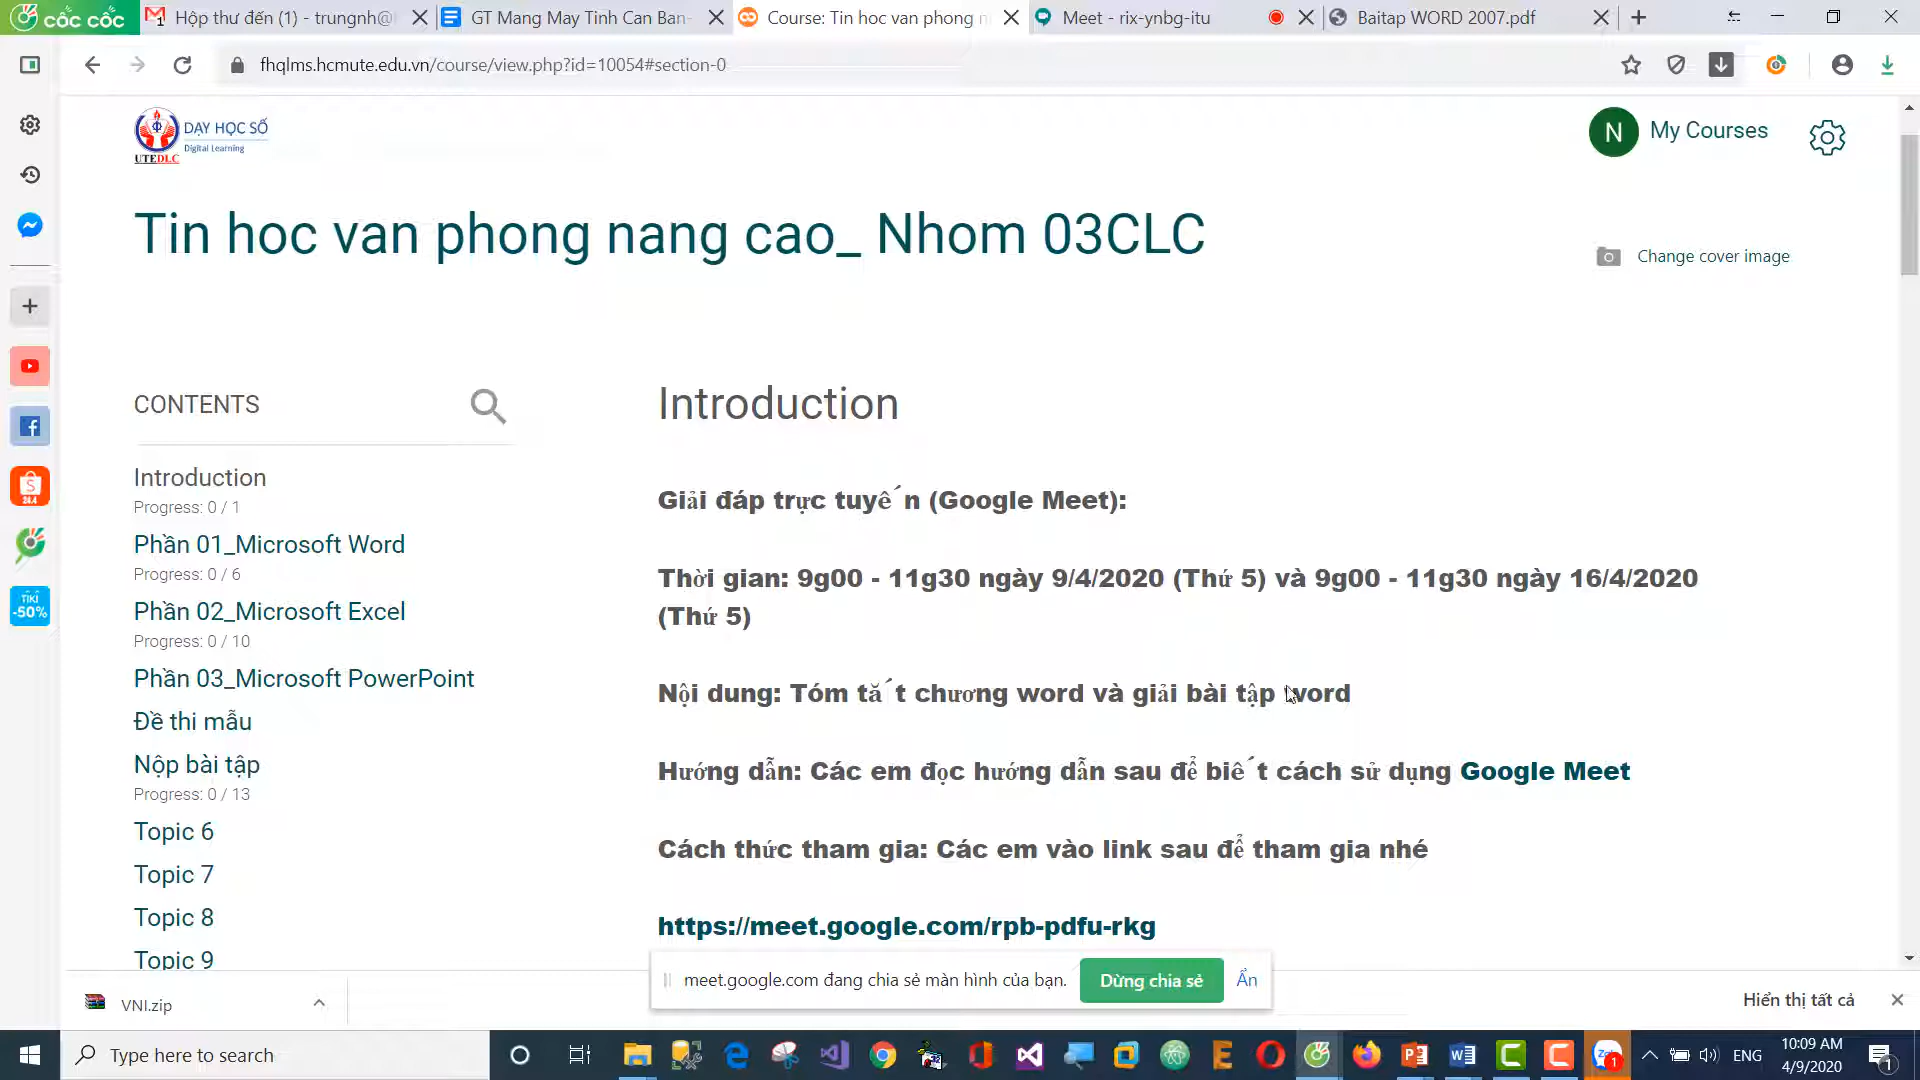 cốc cốc
Hộp thư đến (1) - trungnh@
GT Mang May Tinh Can Ban-
Course: Tin hoc van phong n
Meet - rix-ynbg-itu
Baitap WORD 2007.pdf
fhqlms.hcmute.edu.vn/course/view.php?id=10054#section-0
DẠY HỌC SỐ
Digital Learning
UTEDLC
N
My Courses
Tin hoc van phong nang cao_ Nhom 03CLC
Change cover image
CONTENTS
Introduction
Progress: 0 / 1
Phần 01_Microsoft Word
Progress: 0 / 6
Phần 02_Microsoft Excel
Progress: 0 / 10
Phần 03_Microsoft PowerPoint
Đề thi mẫu
Nộp bài tập
Progress: 0 / 13
Topic 6
Topic 7
Topic 8
Topic 9
Introduction
Giải đáp trực tuyến (Google Meet):
Thời gian: 9g00 - 11g30 ngày 9/4/2020 (Thứ 5) và 9g00 - 11g30 ngày 16/4/2020
(Thứ 5)
Nội dung: Tóm tắt chương word và giải bài tập word
Hướng dẫn: Các em đọc hướng dẫn sau để biết cách sử dụng Google Meet
Cách thức tham gia: Các em vào link sau để tham gia nhé
https://meet.google.com/rpb-pdfu-rkg
24.4
TIKI
-50%
meet.google.com đang chia sẻ màn hình của bạn.
Dừng chia sẻ
Ẩn
VNI.zip
Hiển thị tất cả
Type here to search
ENG
10:09 AM
4/9/2020
1